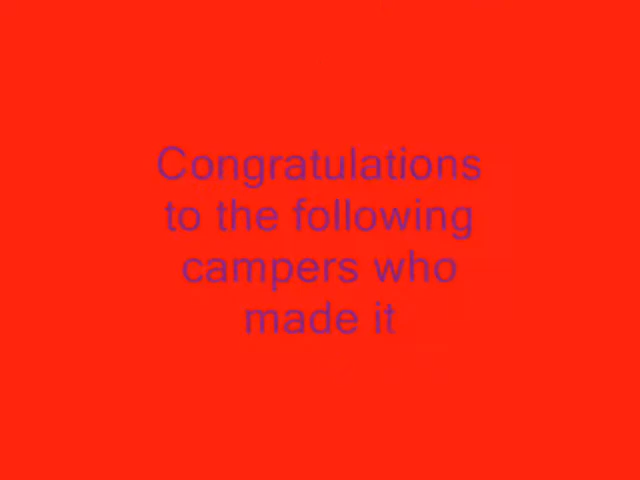 Congratulations
to the following
campers who
made it